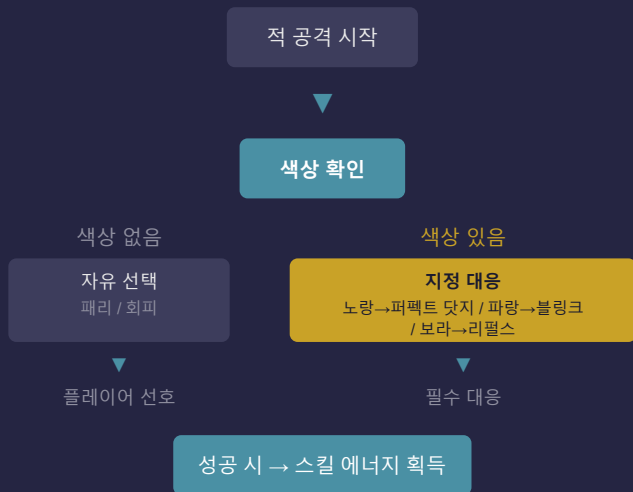 적 공격 시작
색상 확인
색상 없음
색상 있음
자유 선택
패리 / 회피
지정 대응
노랑→퍼펙트 닷지 / 파랑→블링크
/ 보라→리펄스
플레이어 선호
필수 대응
성공 시 → 스킬 에너지 획득